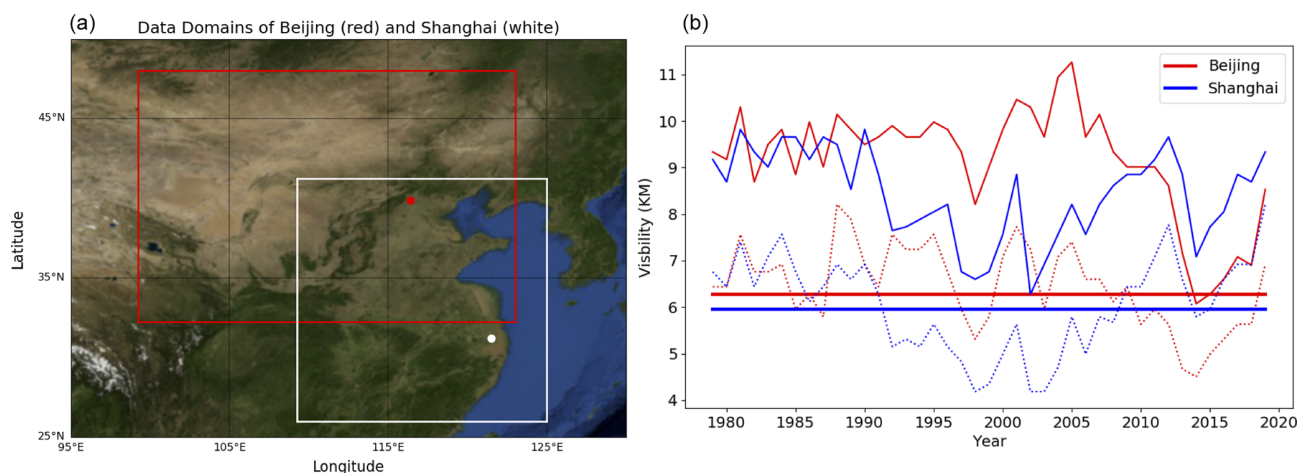 (a)
Data Domains of Beijing (red) and Shanghai (white)
45°N
35°N
25°N
95°E
105°E
115°E
125°E
Latitude
Longitude
(b)
Beijing
Shanghai
11
10
9
8
7
6
5
4
Visbility (KM)
1980
1985
1990
1995
2000
2005
2010
2015
2020
Year